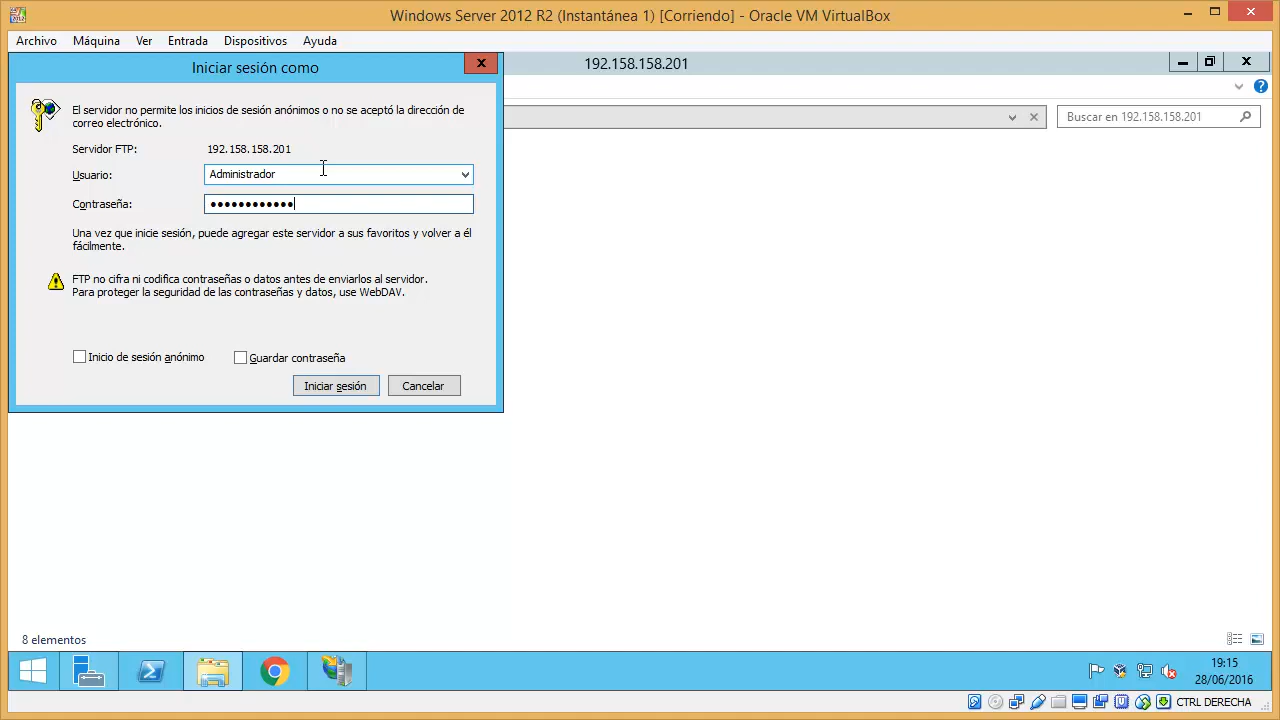 2012
Windows Server 2012 R2 (Instantánea 1) [Corriendo] - Oracle VM VirtualBox
Archivo Máquina Ver Entrada Dispositivos Ayuda
Iniciar sesión como
192.158.158.201
El servidor no permite los inicios de sesión anónimos o no se aceptó la dirección de
correo electrónico.
Buscar en 192.158.158.201
Servidor FTP: 192.158.158.201
Usuario: Administrador
Contraseña: ●●●●●●●●●●●●
Una vez que inicie sesión, puede agregar este servidor a sus favoritos y volver a él
fácilmente.
FTP no cifra ni codifica contraseñas o datos antes de enviarlos al servidor.
Para proteger la seguridad de las contraseñas y datos, use WebDAV.
Inicio de sesión anónimo Guardar contraseña
Iniciar sesión Cancelar
8 elementos
19:15
28/06/2016
CTRL DERECHA